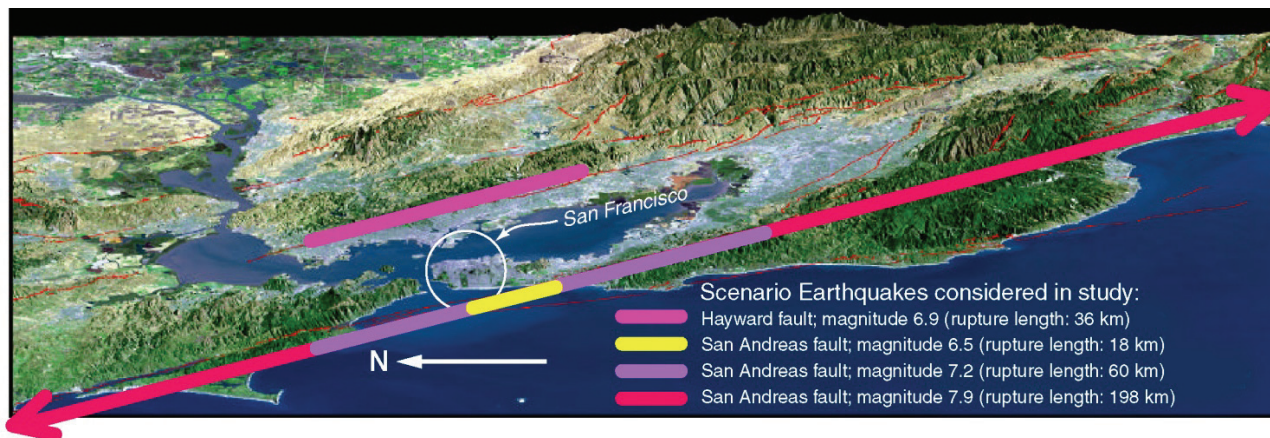 San Francisco
Scenario Earthquakes considered in study:
Hayward fault; magnitude 6.9 (rupture length: 36 km)
San Andreas fault; magnitude 6.5 (rupture length: 18 km)
San Andreas fault; magnitude 7.2 (rupture length: 60 km)
San Andreas fault; magnitude 7.9 (rupture length: 198 km)
N